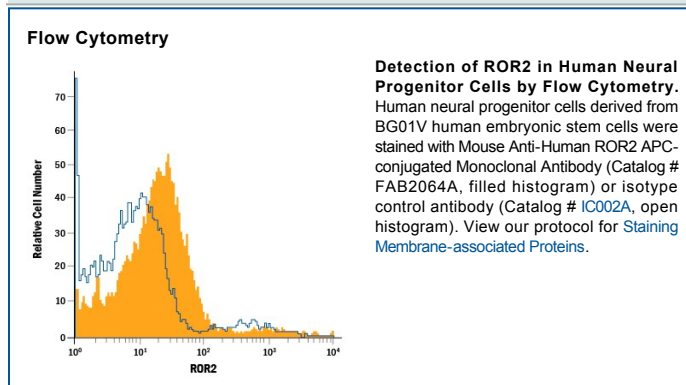 Flow Cytometry
Detection of ROR2 in Human Neural
Progenitor Cells by Flow Cytometry.
Human neural progenitor cells derived from
BG01V human embryonic stem cells were
stained with Mouse Anti-Human ROR2 APC-
conjugated Monoclonal Antibody (Catalog #
FAB2064A, filled histogram) or isotype
control antibody (Catalog # IC002A, open
histogram). View our protocol for Staining
Membrane-associated Proteins.
Relative Cell Number
70
60
50
40
30
20
10
0
10⁰ 10¹ 10² 10³ 10⁴
ROR2